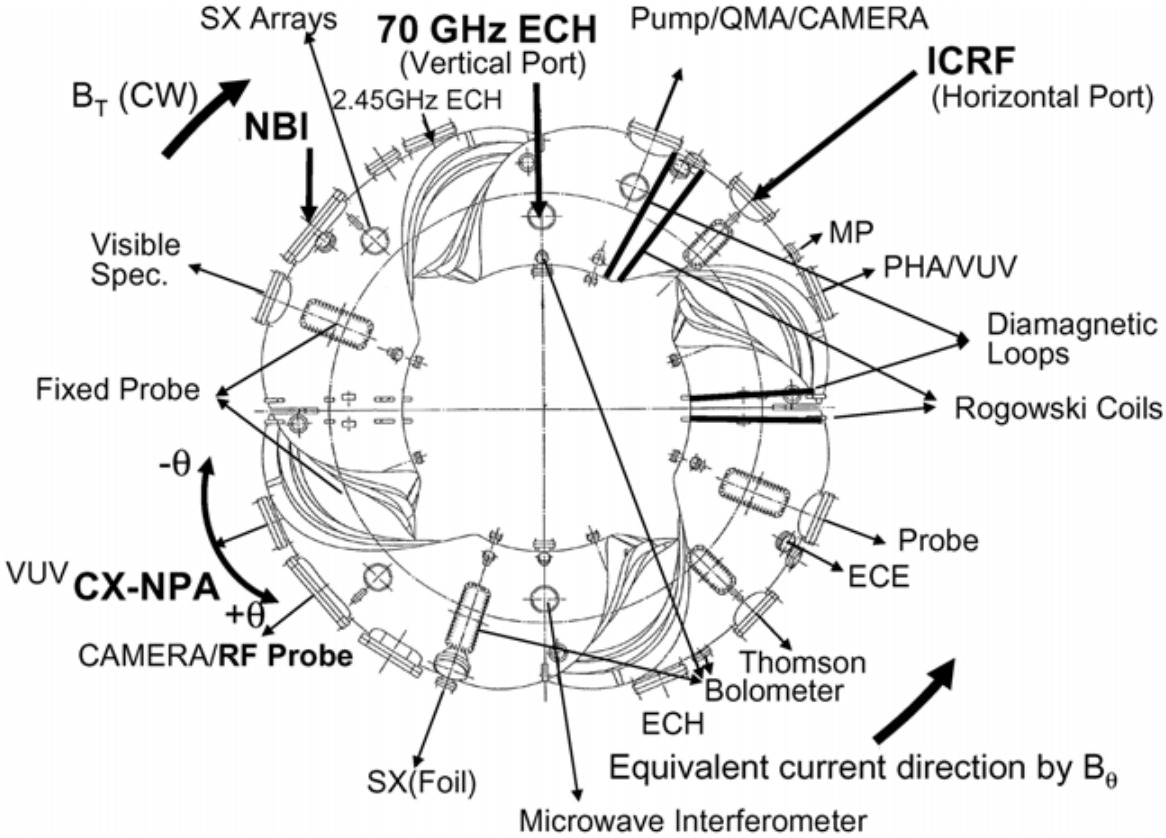 SX Arrays
70 GHz ECH
(Vertical Port)
Pump/QMA/CAMERA
ICRF
(Horizontal Port)
B_T (CW)
2.45GHz ECH
NBI
Visible
Spec.
MP
PHA/VUV
Diamagnetic
Loops
Fixed Probe
Rogowski Coils
-θ
Probe
VUV CX-NPA
ECE
+θ
CAMERA/RF Probe
Thomson
Bolometer
ECH
SX(Foil)
Equivalent current direction by B_θ
Microwave Interferometer